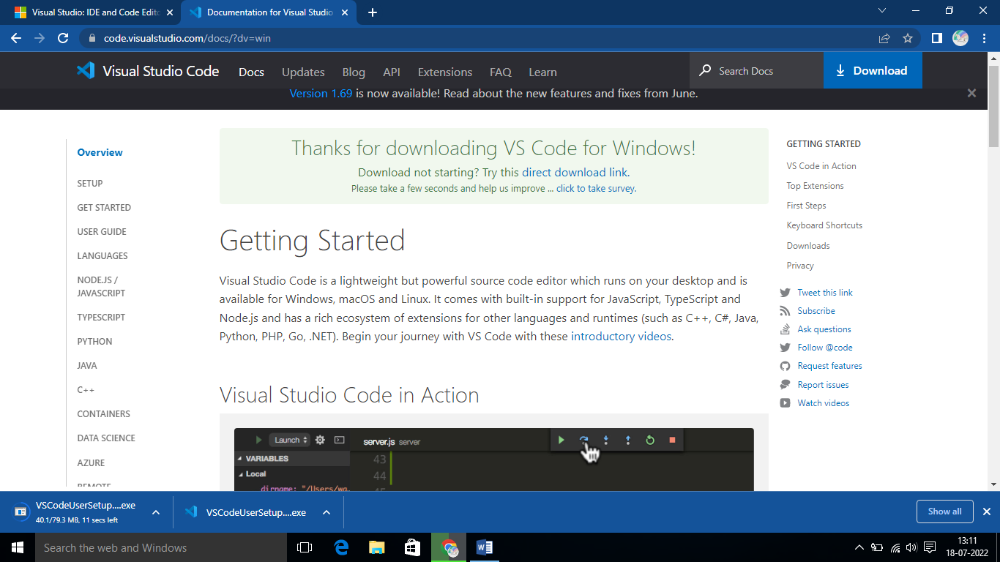 Visual Studio: IDE and Code Edito
Documentation for Visual Studio
code.visualstudio.com/docs/?dv=win
Visual Studio Code
Docs
Updates
Blog
API
Extensions
FAQ
Learn
Search Docs
Download
Version 1.69 is now available! Read about the new features and fixes from June.
Overview
SETUP
GET STARTED
USER GUIDE
LANGUAGES
NODE.JS /
JAVASCRIPT
TYPESCRIPT
PYTHON
JAVA
C++
CONTAINERS
DATA SCIENCE
AZURE
REMOTE
Thanks for downloading VS Code for Windows!
Download not starting? Try this direct download link.
Please take a few seconds and help us improve ... click to take survey.
Getting Started
Visual Studio Code is a lightweight but powerful source code editor which runs on your desktop and is
available for Windows, macOS and Linux. It comes with built-in support for JavaScript, TypeScript and
Node.js and has a rich ecosystem of extensions for other languages and runtimes (such as C++, C#, Java,
Python, PHP, Go, .NET). Begin your journey with VS Code with these introductory videos.
Visual Studio Code in Action
Launch
server.js server
VARIABLES
Local
43
44
45
dirname: "/Users/wa…
GETTING STARTED
VS Code in Action
Top Extensions
First Steps
Keyboard Shortcuts
Downloads
Privacy
Tweet this link
Subscribe
Ask questions
Follow @code
Request features
Report issues
Watch videos
VSCodeUserSetup....exe
40.1/79.3 MB, 11 secs left
VSCodeUserSetup....exe
Show all
Search the web and Windows
13:11
18-07-2022